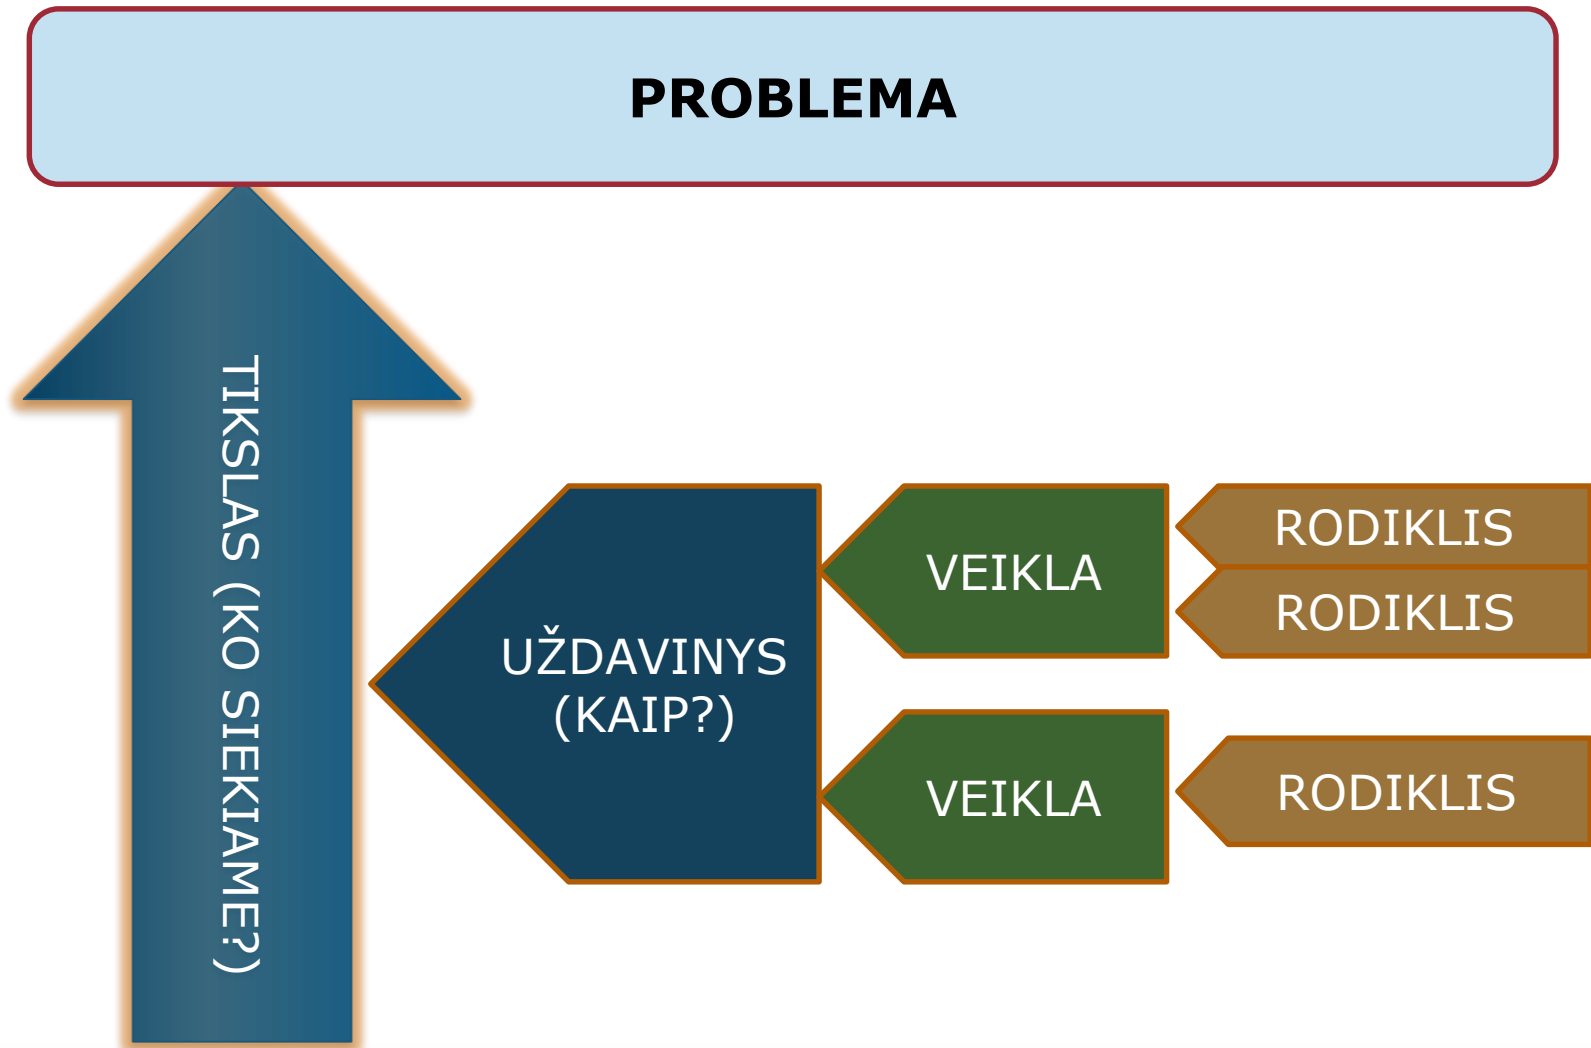 PROBLEMA
TIKSLAS (KO SIEKIAME?)
UŽDAVINYS
(KAIP?)
VEIKLA
RODIKLIS
RODIKLIS
VEIKLA
RODIKLIS